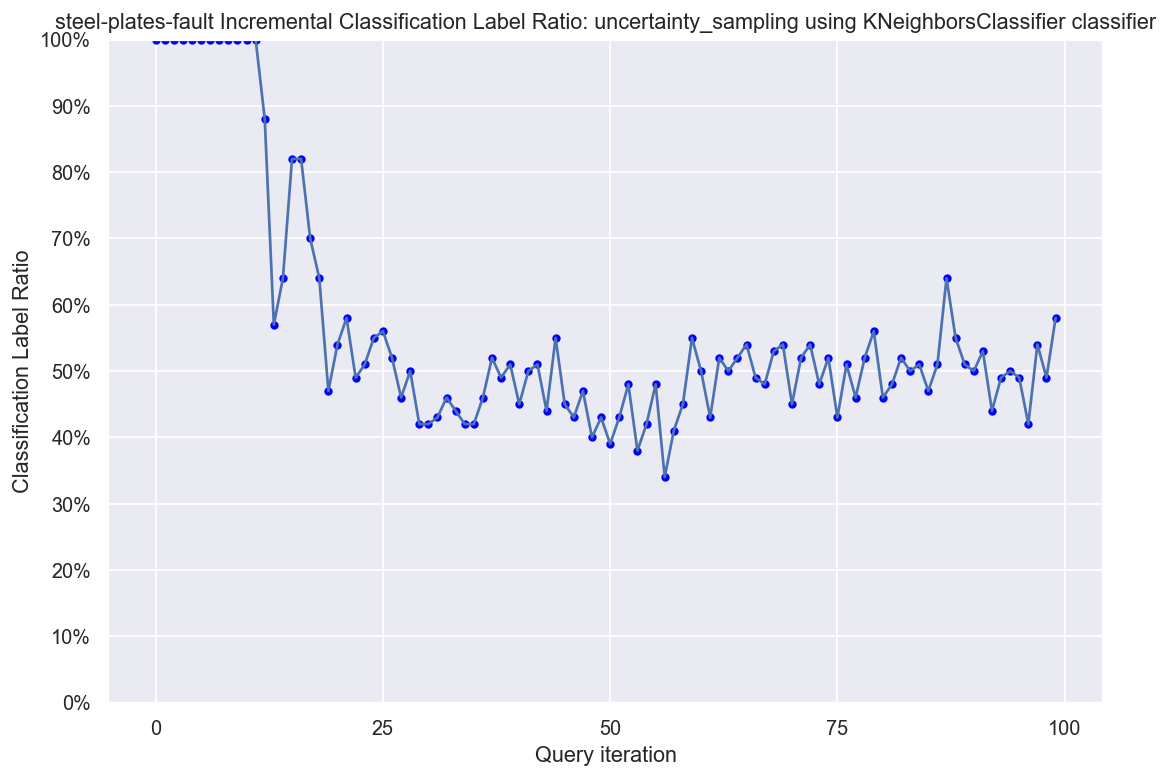 steel-plates-fault Incremental Classification Label Ratio: uncertainty_sampling using KNeighborsClassifier classifier
100%
90%
80%
70%
60%
50%
40%
30%
20%
10%
0%
Classification Label Ratio
0 25 50 75 100
Query iteration